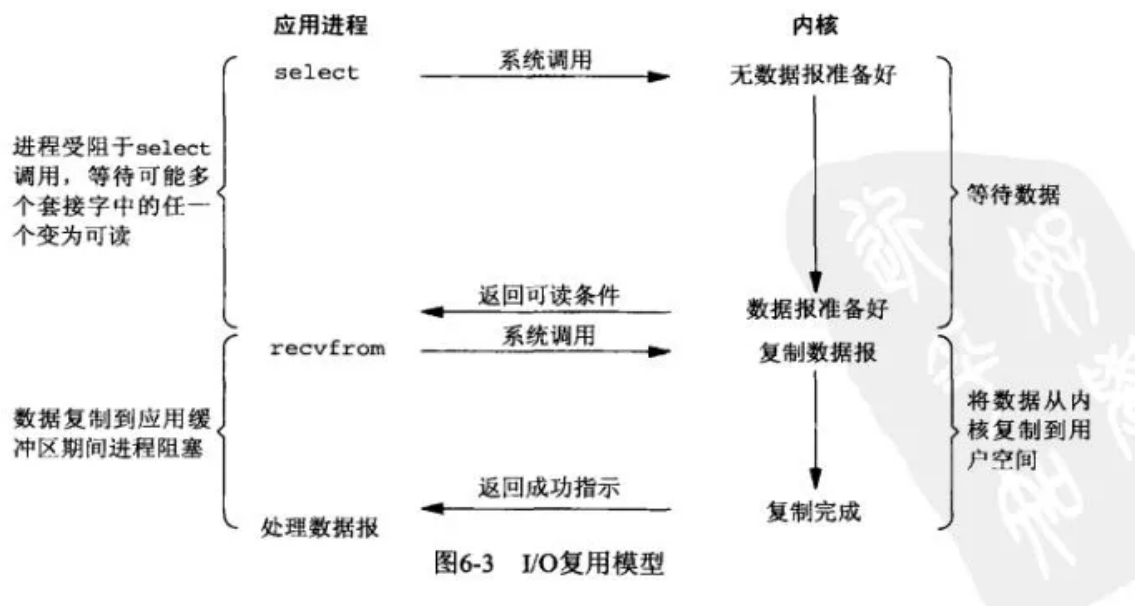 应用进程
内核
select
系统调用
无数据报准备好
进程受阻于select
调用，等待可能多
个套接字中的任一
个变为可读
等待数据
返回可读条件
数据报准备好
recvfrom
系统调用
复制数据报
数据复制到应用缓
冲区期间进程阻塞
将数据从内
核复制到用
户空间
返回成功指示
复制完成
处理数据报
图6-3 I/O复用模型